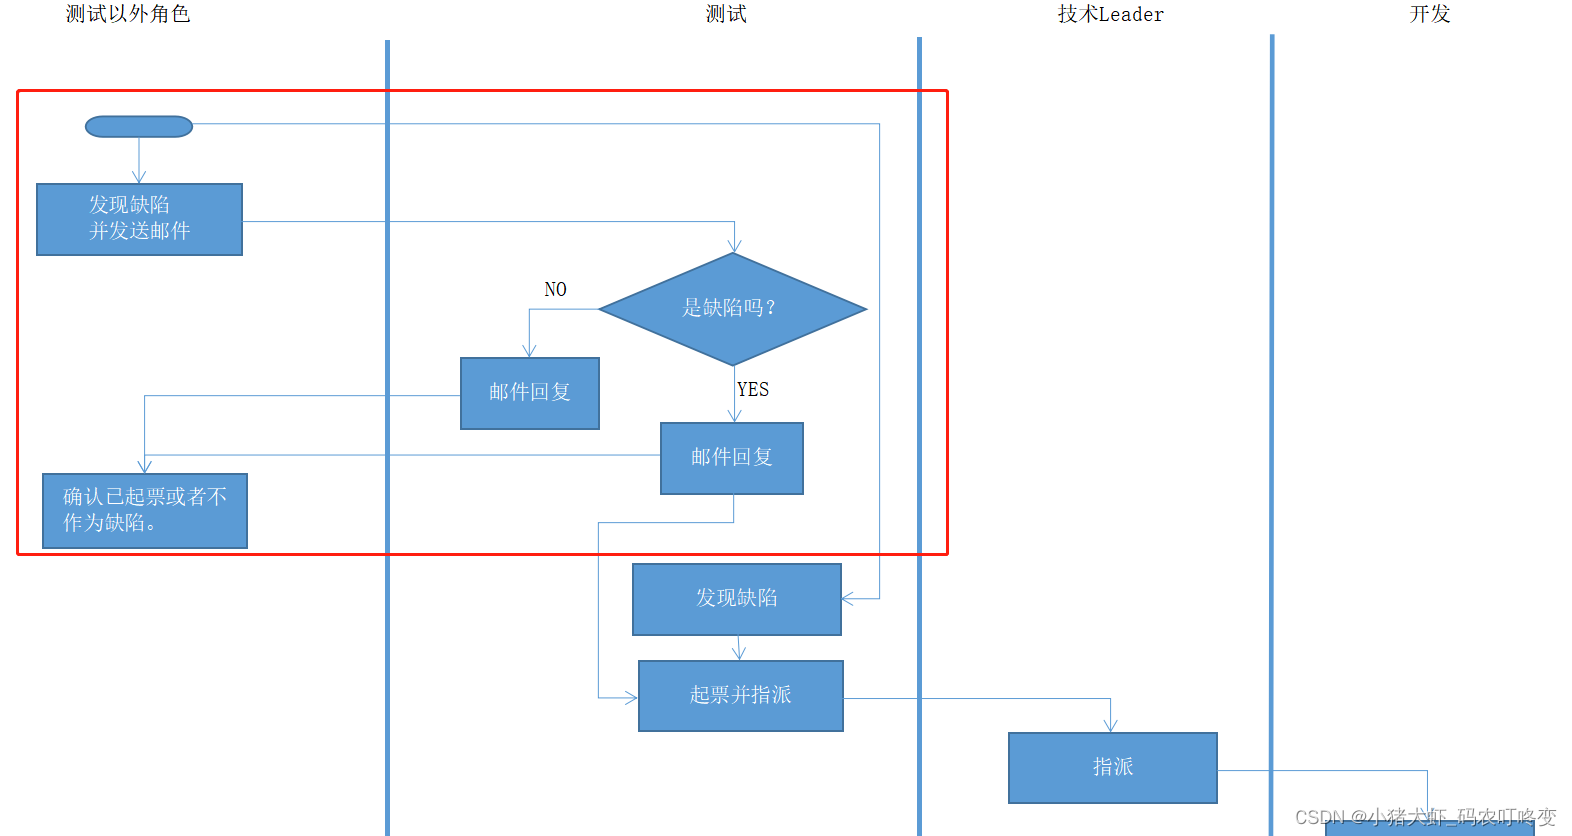 测试以外角色
测试
技术Leader
开发
发现缺陷
并发送邮件
是缺陷吗？
NO
邮件回复
YES
邮件回复
确认已起票或者不
作为缺陷。
发现缺陷
起票并指派
指派
CSDN @小猪犬虾_码农叮咚变